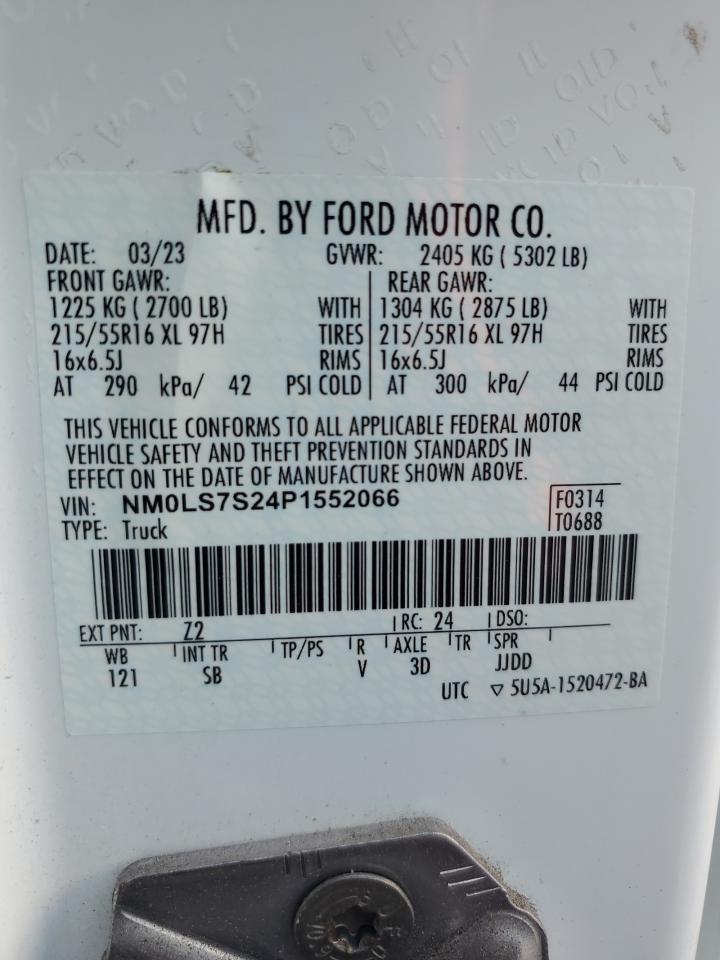 MFD. BY FORD MOTOR CO.
DATE: 03/23 GVWR: 2405 KG ( 5302 LB)
FRONT GAWR: REAR GAWR:
1225 KG ( 2700 LB) WITH 1304 KG ( 2875 LB) WITH
215/55R16 XL 97H TIRES 215/55R16 XL 97H TIRES
16x6.5J RIMS 16x6.5J RIMS
AT 290 kPa/ 42 PSI COLD AT 300 kPa/ 44 PSI COLD
THIS VEHICLE CONFORMS TO ALL APPLICABLE FEDERAL MOTOR
VEHICLE SAFETY AND THEFT PREVENTION STANDARDS IN
EFFECT ON THE DATE OF MANUFACTURE SHOWN ABOVE.
VIN: NM0LS7S24P1552066 F0314
TYPE: Truck T0688
EXT PNT: Z2 RC: 24 DSO:
WB INT TR TP/PS R AXLE TR SPR
121 SB V 3D JJDD
UTC ▽ 5U5A-1520472-BA